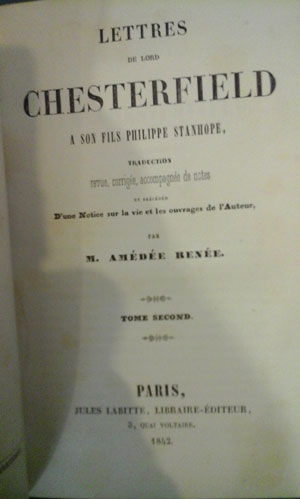 LETTRES
DE LORD
CHESTERFIELD
A SON FILS PHILIPPE STANHOPE,
TRADUCTION
revue, corrigée, accompagnée de notes
ET PRÉCÉDÉE
D'une Notice sur la vie et les ouvrages de l'Auteur,
PAR
M. AMÉDÉE RENÉE.
TOME SECOND.
PARIS,
JULES LABITTE, LIBRAIRE-ÉDITEUR,
3, QUAI VOLTAIRE.
1842